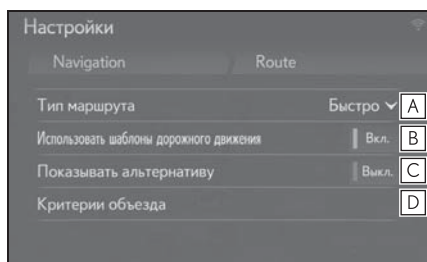 Настройки
Navigation Route
Тип маршрута Быстро A
Использовать шаблоны дорожного движения Вкл. B
Показывать альтернативу Выкл. C
Критерии объезда D